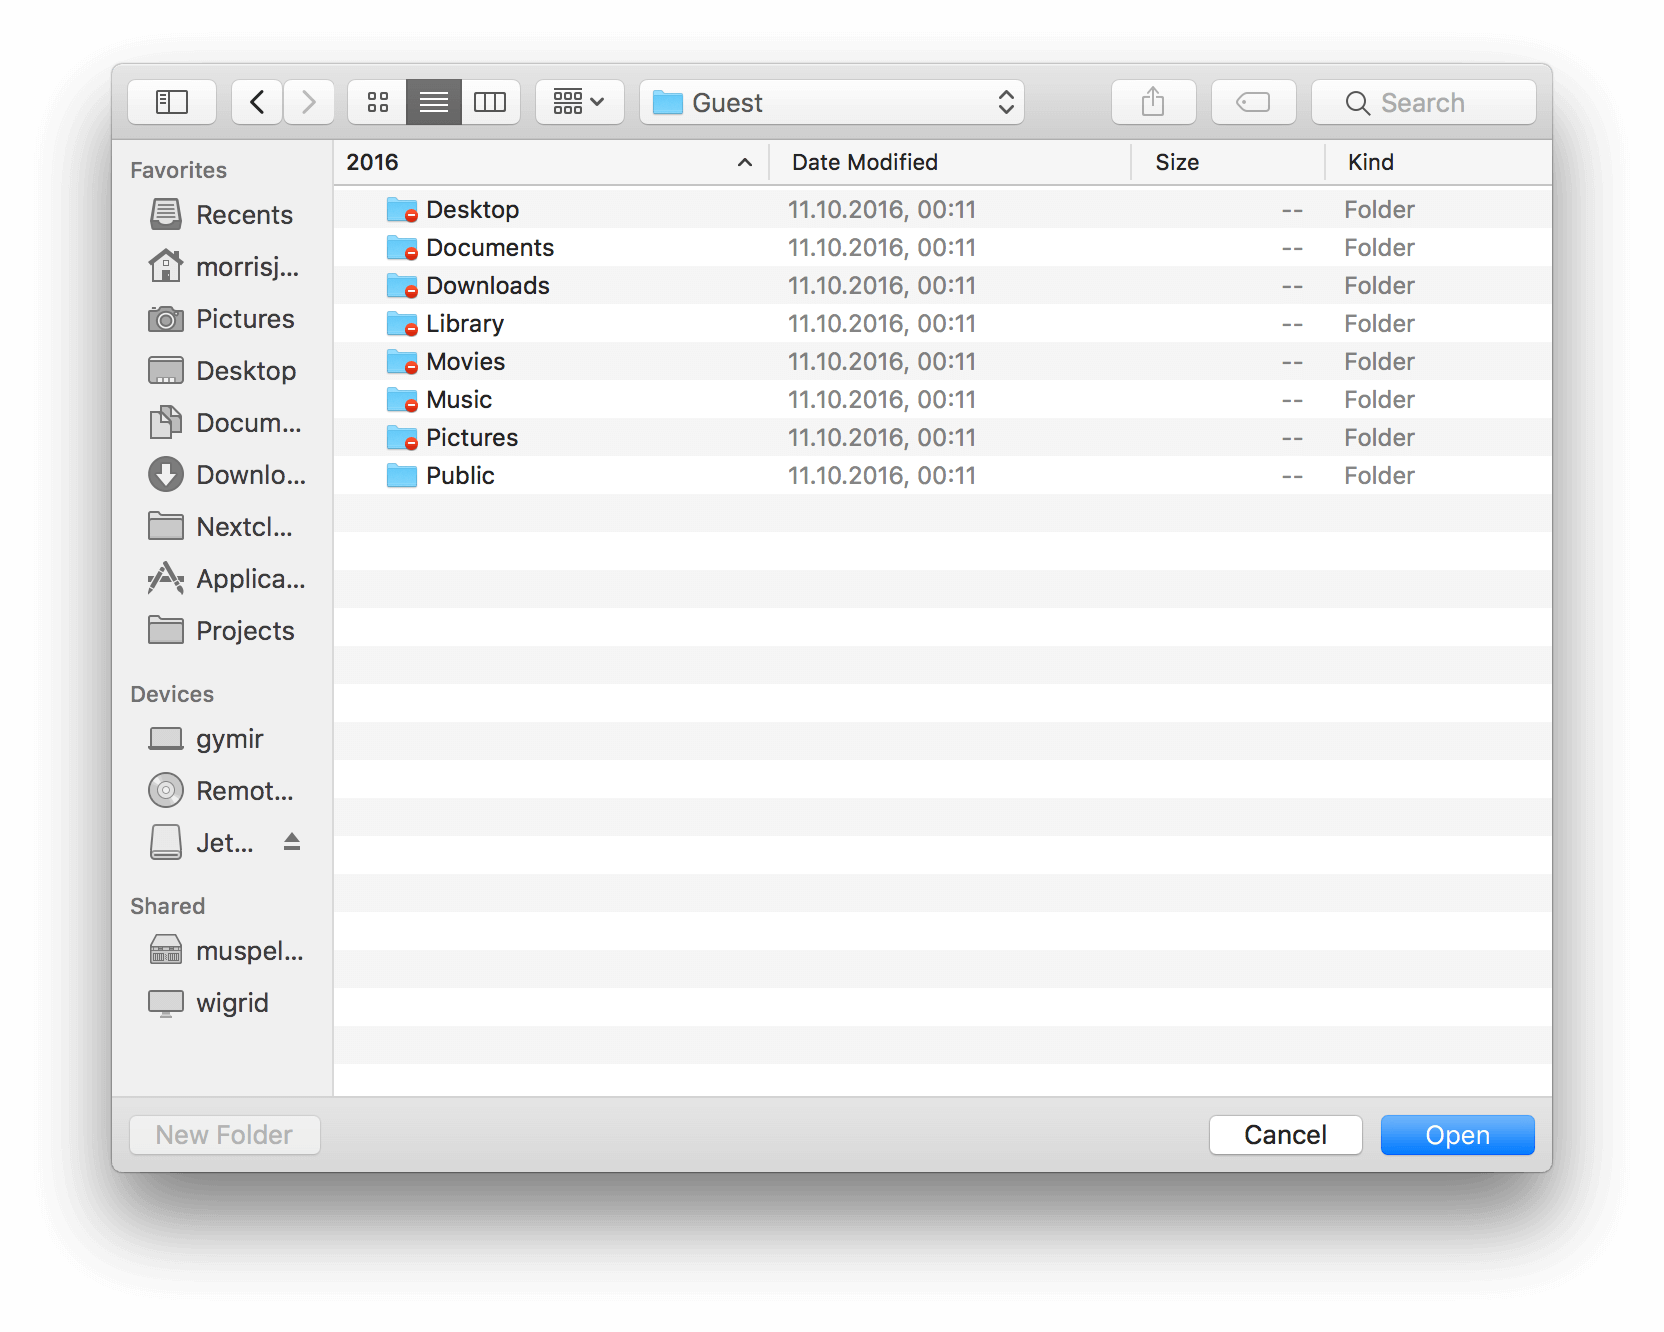 Guest
Search
Favorites
Recents
morrisj...
Pictures
Desktop
Docum...
Downlo...
Nextcl...
Applica...
Projects
Devices
gymir
Remot...
Jet...
Shared
muspel...
wigrid
2016 Date Modified Size Kind
Desktop 11.10.2016, 00:11 -- Folder
Documents 11.10.2016, 00:11 -- Folder
Downloads 11.10.2016, 00:11 -- Folder
Library 11.10.2016, 00:11 -- Folder
Movies 11.10.2016, 00:11 -- Folder
Music 11.10.2016, 00:11 -- Folder
Pictures 11.10.2016, 00:11 -- Folder
Public 11.10.2016, 00:11 -- Folder
New Folder
Cancel
Open